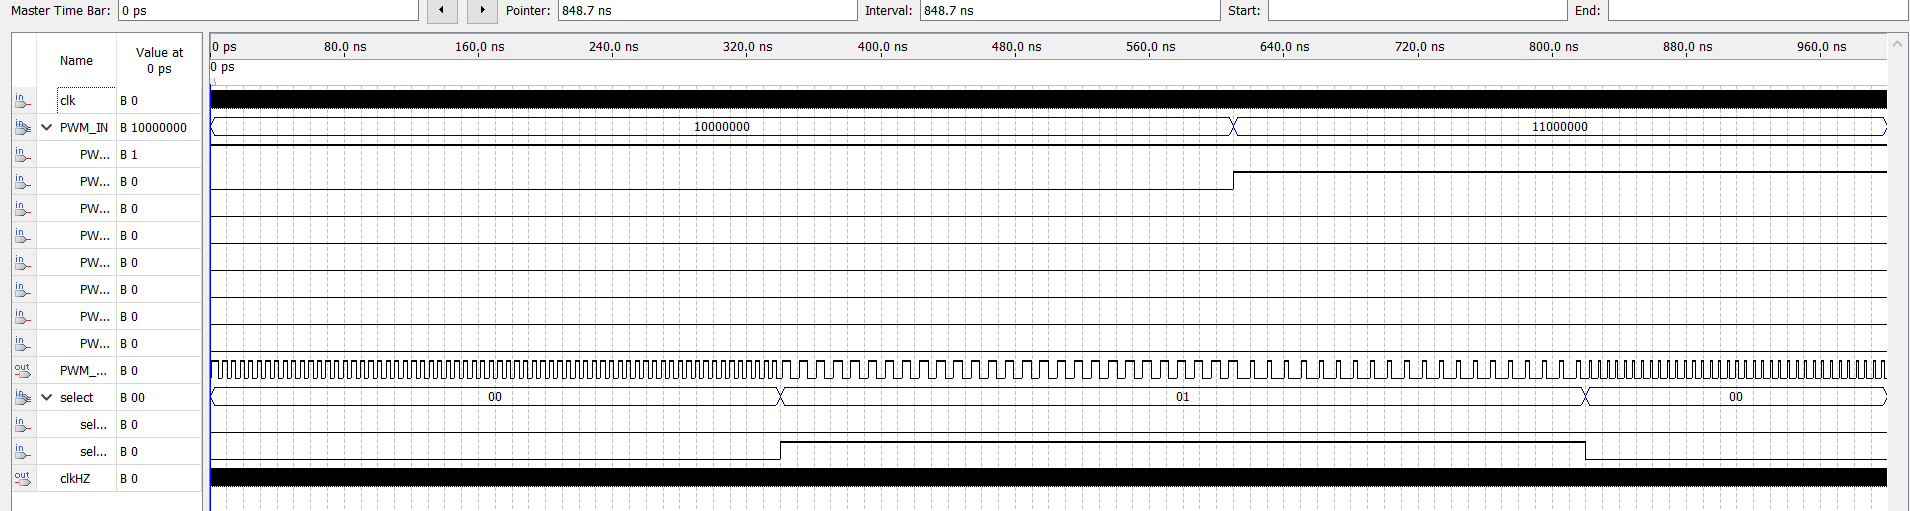 Master Time Bar: 0 ps Pointer: 848.7 ns Interval: 848.7 ns Start: End:
Name Value at 0 ps
0 ps 80.0 ns 160.0 ns 240.0 ns 320.0 ns 400.0 ns 480.0 ns 560.0 ns 640.0 ns 720.0 ns 800.0 ns 880.0 ns 960.0 ns
0 ps
in clk B 0
in PWM_IN B 10000000 10000000 11000000
in PW... B 1
in PW... B 0
in PW... B 0
in PW... B 0
in PW... B 0
in PW... B 0
in PW... B 0
in PW... B 0
out PWM_... B 0
in select B 00 00 01 00
in sel... B 0
in sel... B 0
out clkHZ B 0